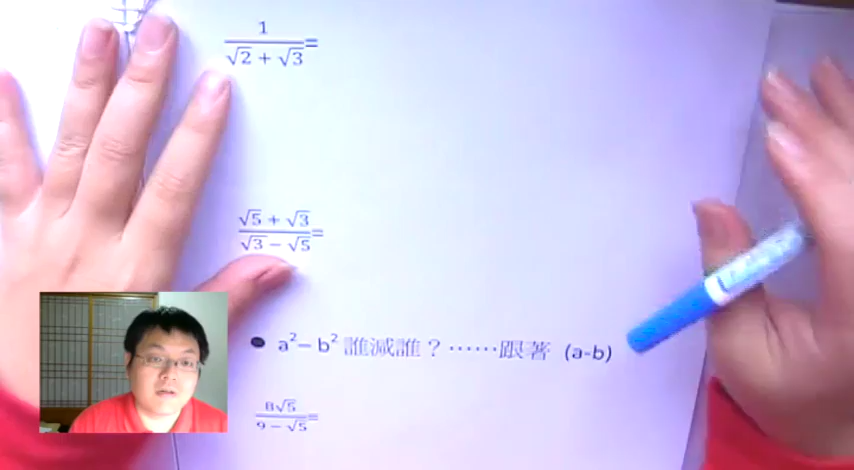 1
√2 + √3 =
√5 + √3
√3 − √5 =
● a²− b² 誰減誰？……跟著 (a-b)
8√5
9 − √5 =